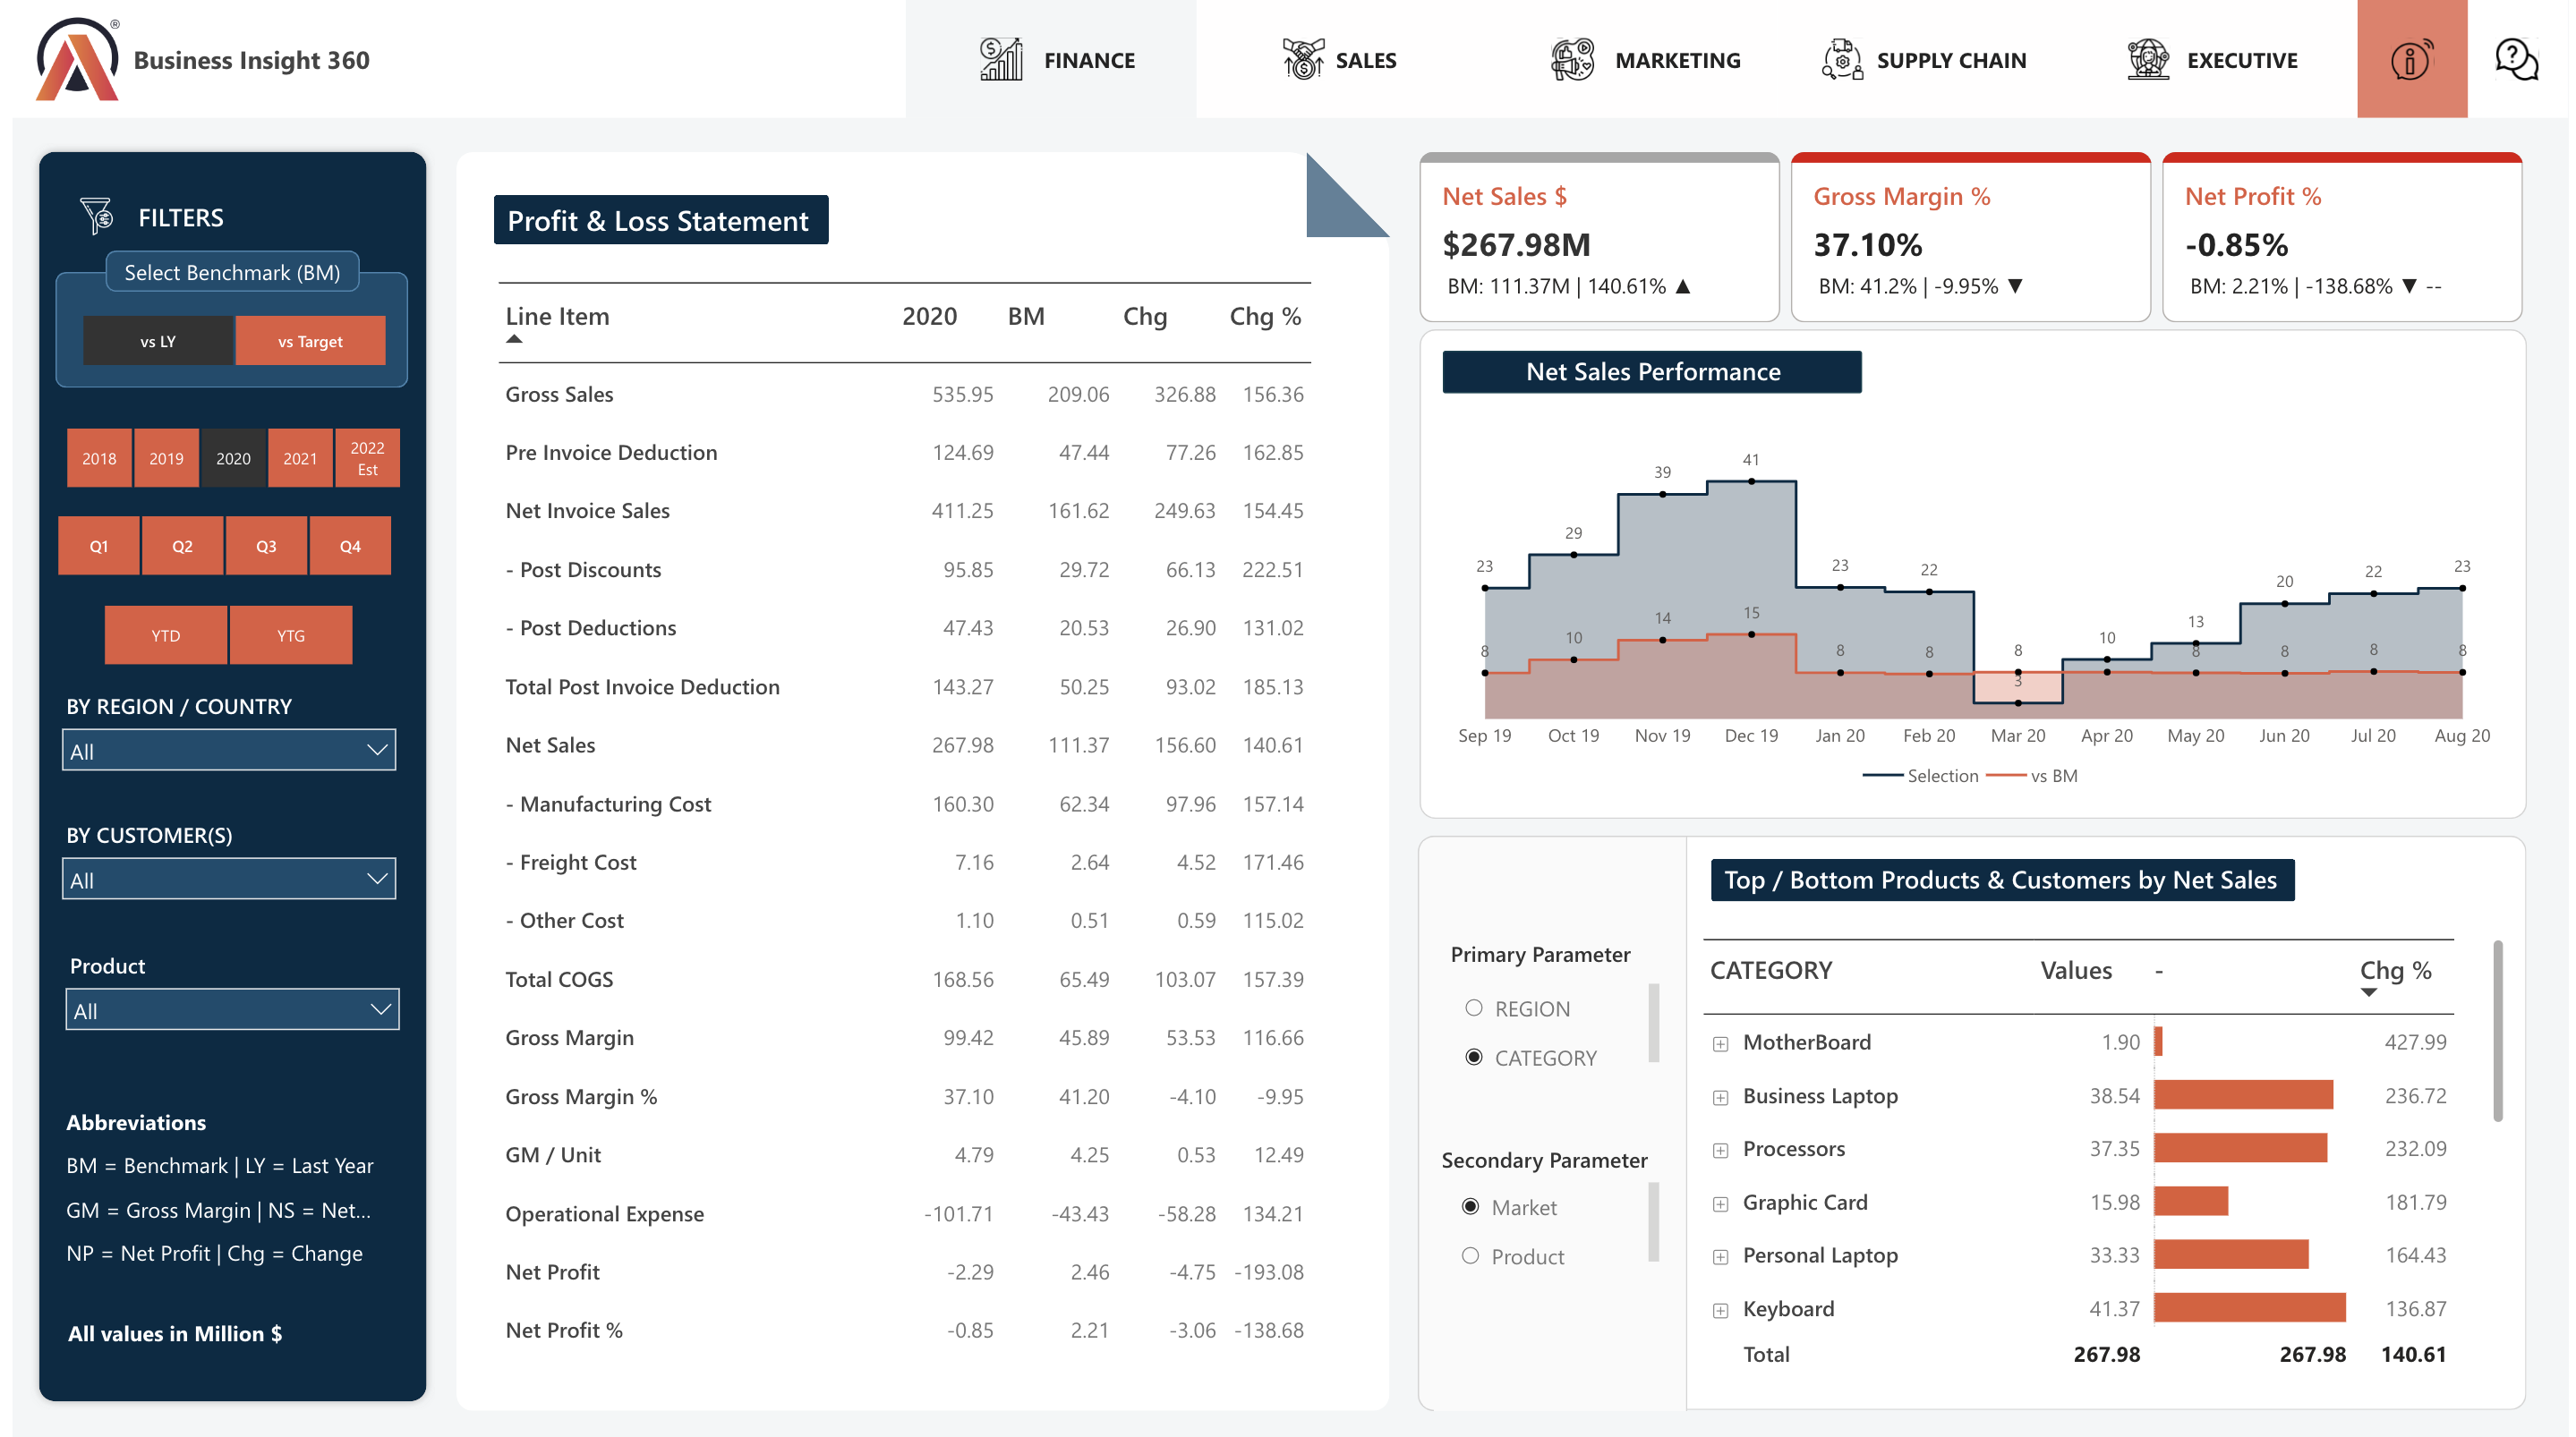 Business Insight 360
®
FINANCE
SALES
MARKETING
SUPPLY CHAIN
EXECUTIVE
FILTERS
Select Benchmark (BM)
vs LY
vs Target
2018 2019 2020 2021 2022 Est
Q1 Q2 Q3 Q4
YTD YTG
BY REGION / COUNTRY
All
BY CUSTOMER(S)
All
Product
All
Abbreviations
BM = Benchmark | LY = Last Year
GM = Gross Margin | NS = Net...
NP = Net Profit | Chg = Change
All values in Million $
Profit & Loss Statement
Line Item 2020 BM Chg Chg %
Gross Sales 535.95 209.06 326.88 156.36
Pre Invoice Deduction 124.69 47.44 77.26 162.85
Net Invoice Sales 411.25 161.62 249.63 154.45
- Post Discounts 95.85 29.72 66.13 222.51
- Post Deductions 47.43 20.53 26.90 131.02
Total Post Invoice Deduction 143.27 50.25 93.02 185.13
Net Sales 267.98 111.37 156.60 140.61
- Manufacturing Cost 160.30 62.34 97.96 157.14
- Freight Cost 7.16 2.64 4.52 171.46
- Other Cost 1.10 0.51 0.59 115.02
Total COGS 168.56 65.49 103.07 157.39
Gross Margin 99.42 45.89 53.53 116.66
Gross Margin % 37.10 41.20 -4.10 -9.95
GM / Unit 4.79 4.25 0.53 12.49
Operational Expense -101.71 -43.43 -58.28 134.21
Net Profit -2.29 2.46 -4.75 -193.08
Net Profit % -0.85 2.21 -3.06 -138.68
Net Sales $
$267.98M
BM: 111.37M | 140.61% ▲
Gross Margin %
37.10%
BM: 41.2% | -9.95% ▼
Net Profit %
-0.85%
BM: 2.21% | -138.68% ▼ --
Net Sales Performance
23 29 39 41 23 22 3 10 13 20 22 23
8 10 14 15 8 8 8 8 8 8 8
Sep 19 Oct 19 Nov 19 Dec 19 Jan 20 Feb 20 Mar 20 Apr 20 May 20 Jun 20 Jul 20 Aug 20
Selection vs BM
Primary Parameter
REGION
CATEGORY
Secondary Parameter
Market
Product
Top / Bottom Products & Customers by Net Sales
CATEGORY Values - Chg %
MotherBoard 1.90 427.99
Business Laptop 38.54 236.72
Processors 37.35 232.09
Graphic Card 15.98 181.79
Personal Laptop 33.33 164.43
Keyboard 41.37 136.87
Total 267.98 267.98 140.61